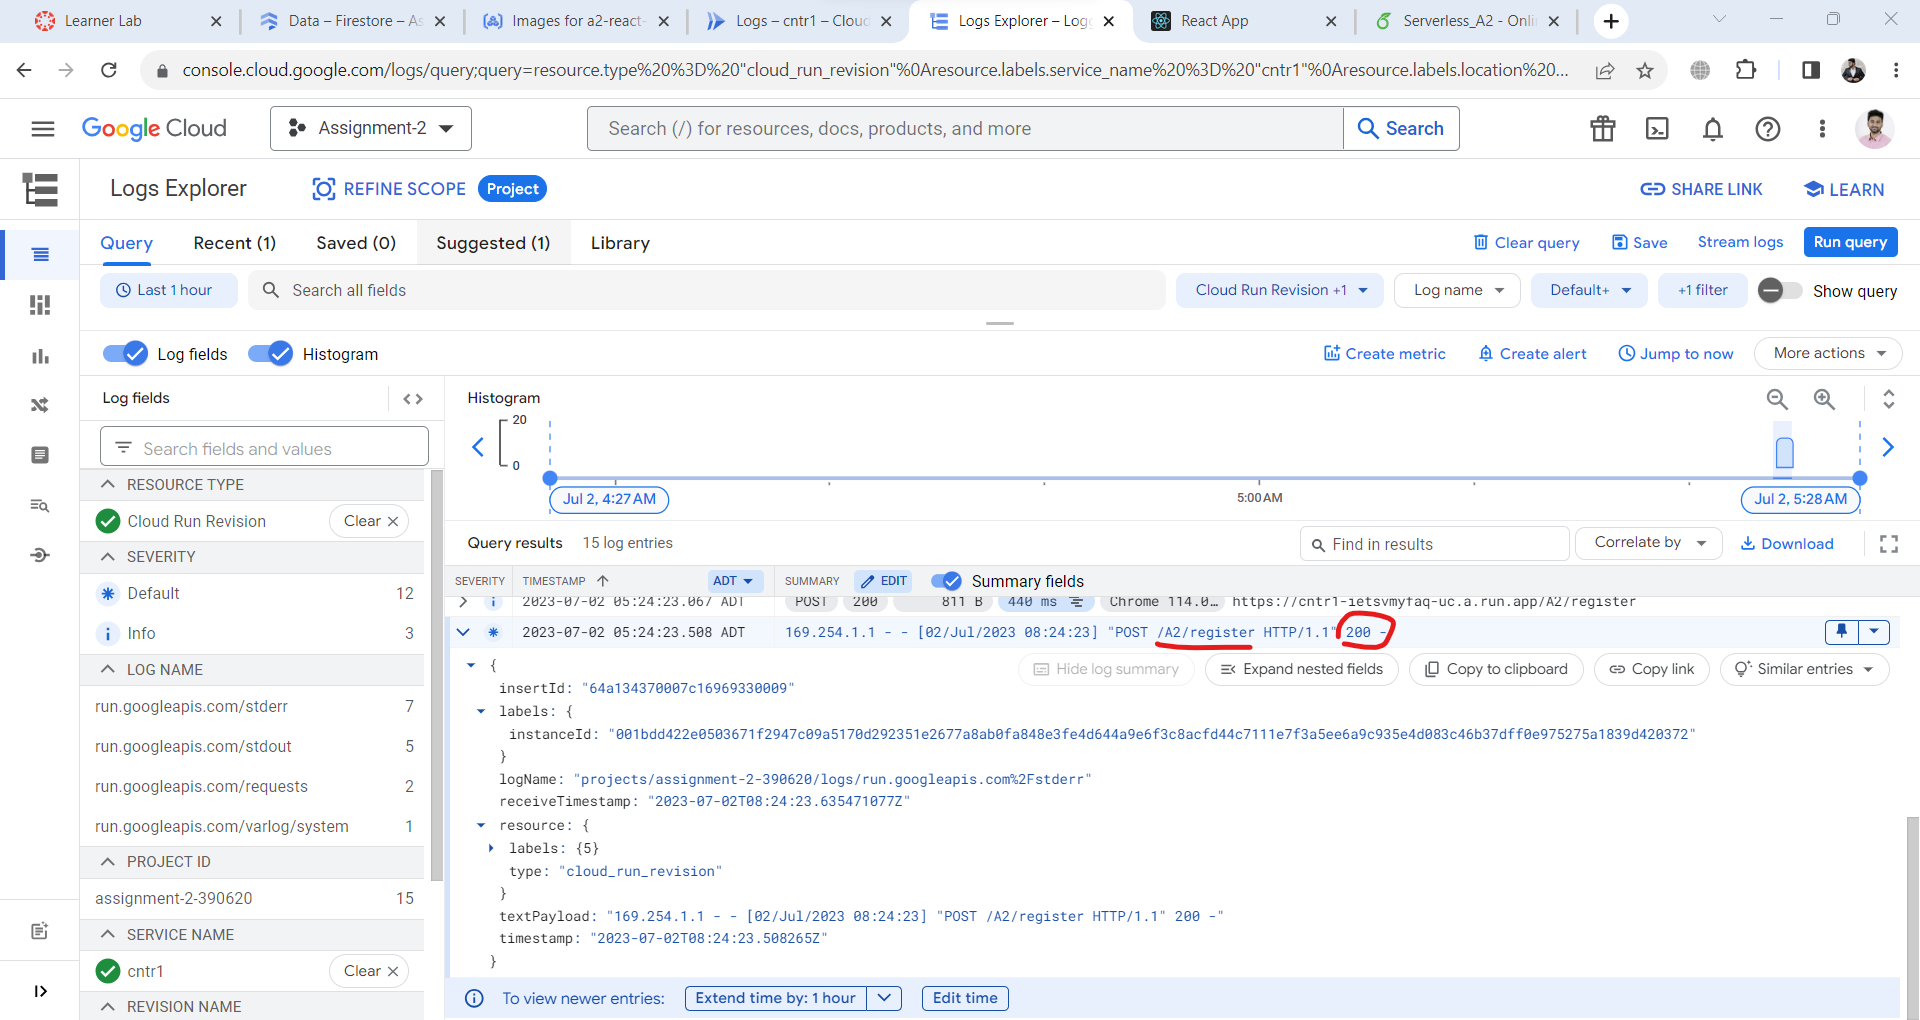 Learner Lab
Data – Firestore – As
Images for a2-react-
Logs – cntr1 – Cloud
Logs Explorer – Logg
React App
Serverless_A2 - Onlin
console.cloud.google.com/logs/query;query=resource.type%20%3D%20"cloud_run_revision"%0Aresource.labels.service_name%20%3D%20"cntr1"%0Aresource.labels.location%20...
Google Cloud
Assignment-2
Search (/) for resources, docs, products, and more
Search
Logs Explorer
REFINE SCOPE
Project
SHARE LINK
LEARN
Query
Recent (1)
Saved (0)
Suggested (1)
Library
Clear query
Save
Stream logs
Run query
Last 1 hour
Search all fields
Cloud Run Revision +1
Log name
Default+
+1 filter
Show query
Log fields
Histogram
Create metric
Create alert
Jump to now
More actions
Log fields
Search fields and values
RESOURCE TYPE
Cloud Run Revision
Clear
SEVERITY
Default 12
Info 3
LOG NAME
run.googleapis.com/stderr 7
run.googleapis.com/stdout 5
run.googleapis.com/requests 2
run.googleapis.com/varlog/system 1
PROJECT ID
assignment-2-390620 15
SERVICE NAME
cntr1
Clear
REVISION NAME
Histogram
20
0
Jul 2, 4:27 AM
5:00 AM
Jul 2, 5:28 AM
Query results 15 log entries
Find in results
Correlate by
Download
SEVERITY TIMESTAMP ADT SUMMARY EDIT Summary fields
2023-07-02 05:24:23.067 ADT POST 200 811 B 440 ms Chrome 114.0… https://cntr1-ietsvmyfaq-uc.a.run.app/A2/register
2023-07-02 05:24:23.508 ADT 169.254.1.1 - - [02/Jul/2023 08:24:23] "POST /A2/register HTTP/1.1" 200 -
{
Hide log summary
Expand nested fields
Copy to clipboard
Copy link
Similar entries
insertId: "64a134370007c16969330009"
labels: {
instanceId: "001bdd422e0503671f2947c09a5170d292351e2677a8ab0fa848e3fe4d644a9e6f3c8acfd44c7111e7f3a5ee6a9c935e4d083c46b37dff0e975275a1839d420372"
}
logName: "projects/assignment-2-390620/logs/run.googleapis.com%2Fstderr"
receiveTimestamp: "2023-07-02T08:24:23.635471077Z"
resource: {
labels: {5}
type: "cloud_run_revision"
}
textPayload: "169.254.1.1 - - [02/Jul/2023 08:24:23] "POST /A2/register HTTP/1.1" 200 -"
timestamp: "2023-07-02T08:24:23.508265Z"
}
To view newer entries:
Extend time by: 1 hour
Edit time